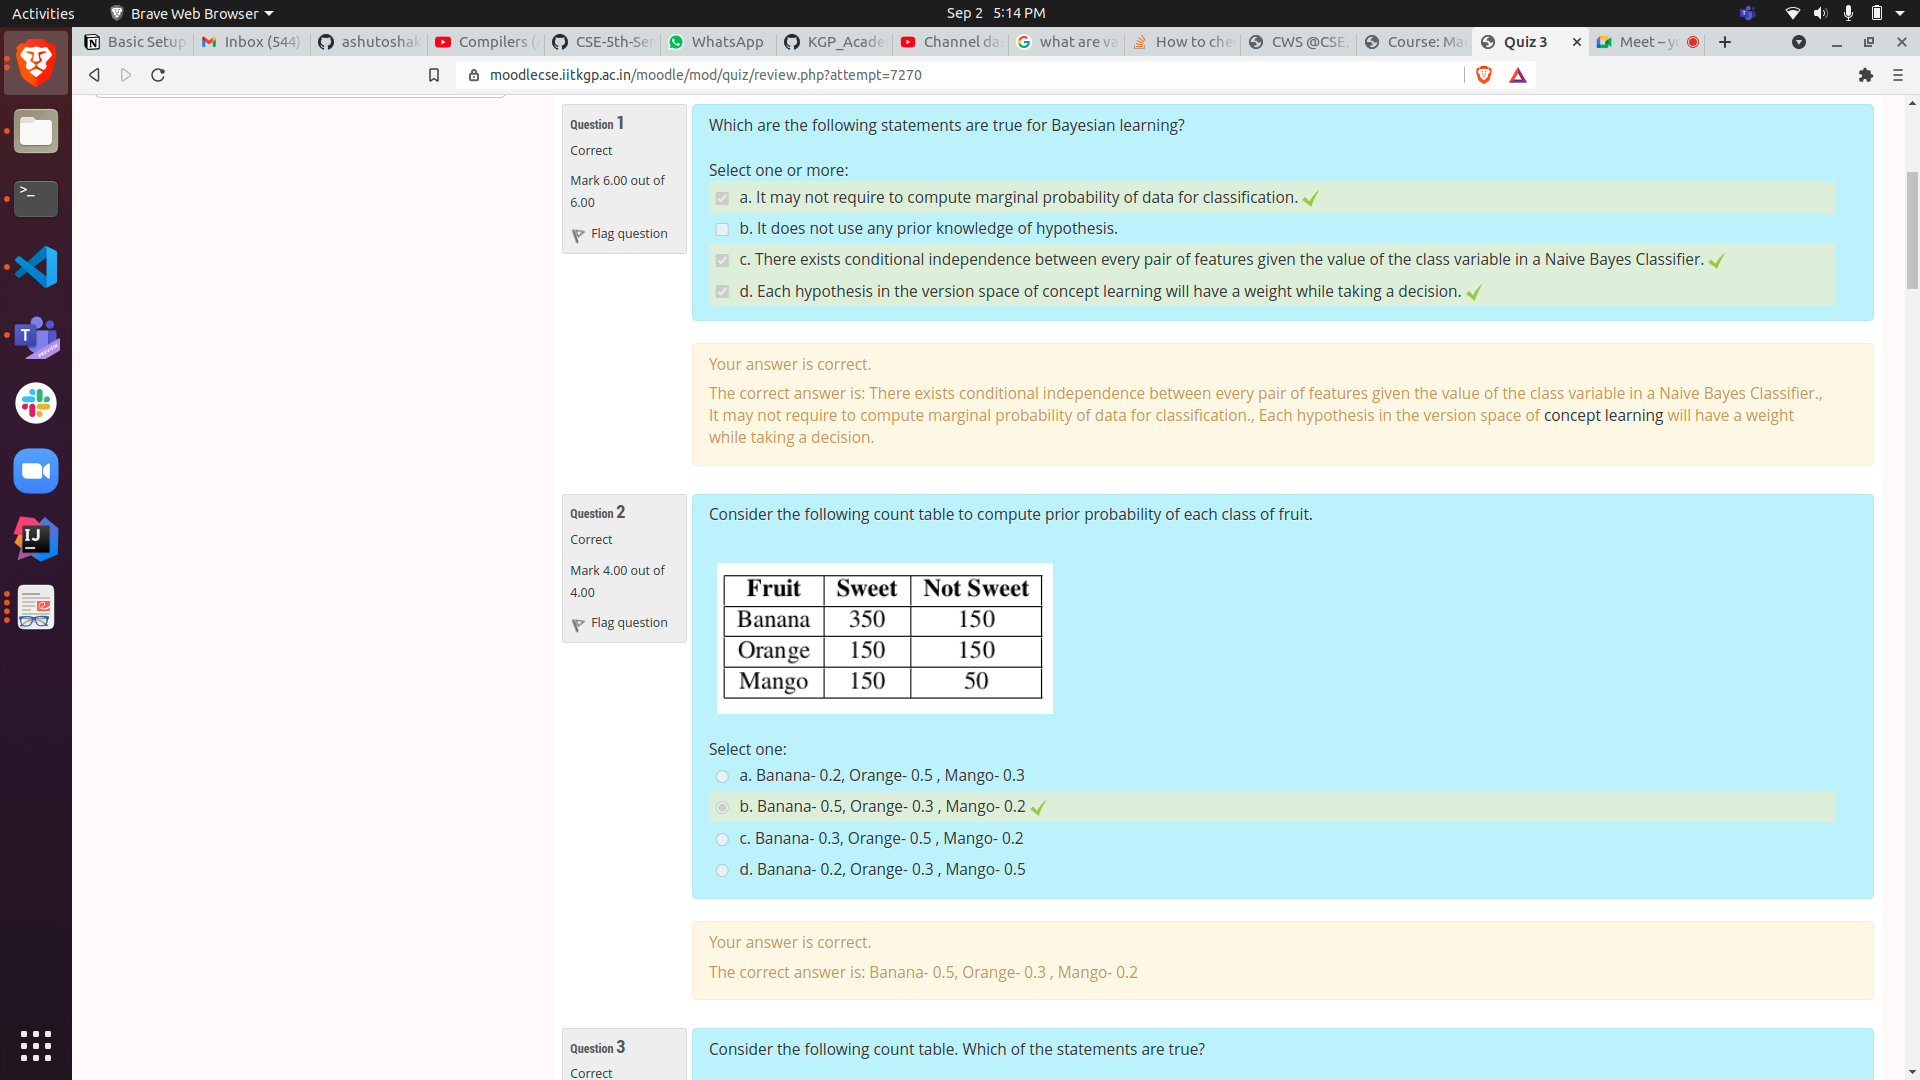 Activities
Brave Web Browser
Sep 2 5:14 PM
Basic Setup
Inbox (544)
ashutoshak
Compilers (
CSE-5th-Sem
WhatsApp
KGP_Acade
Channel da
what are va
How to che
CWS @CSE,
Course: Ma
Quiz 3
Meet – yo
moodlecse.iitkgp.ac.in/moodle/mod/quiz/review.php?attempt=7270
Question 1
Correct
Mark 6.00 out of
6.00
Flag question
Which are the following statements are true for Bayesian learning?
Select one or more:
a. It may not require to compute marginal probability of data for classification.
b. It does not use any prior knowledge of hypothesis.
c. There exists conditional independence between every pair of features given the value of the class variable in a Naive Bayes Classifier.
d. Each hypothesis in the version space of concept learning will have a weight while taking a decision.
Your answer is correct.
The correct answer is: There exists conditional independence between every pair of features given the value of the class variable in a Naive Bayes Classifier.,
It may not require to compute marginal probability of data for classification., Each hypothesis in the version space of concept learning will have a weight
while taking a decision.
Question 2
Correct
Mark 4.00 out of
4.00
Flag question
Consider the following count table to compute prior probability of each class of fruit.
Fruit Sweet Not Sweet
Banana 350 150
Orange 150 150
Mango 150 50
Select one:
a. Banana- 0.2, Orange- 0.5 , Mango- 0.3
b. Banana- 0.5, Orange- 0.3 , Mango- 0.2
c. Banana- 0.3, Orange- 0.5 , Mango- 0.2
d. Banana- 0.2, Orange- 0.3 , Mango- 0.5
Your answer is correct.
The correct answer is: Banana- 0.5, Orange- 0.3 , Mango- 0.2
Question 3
Correct
Consider the following count table. Which of the statements are true?